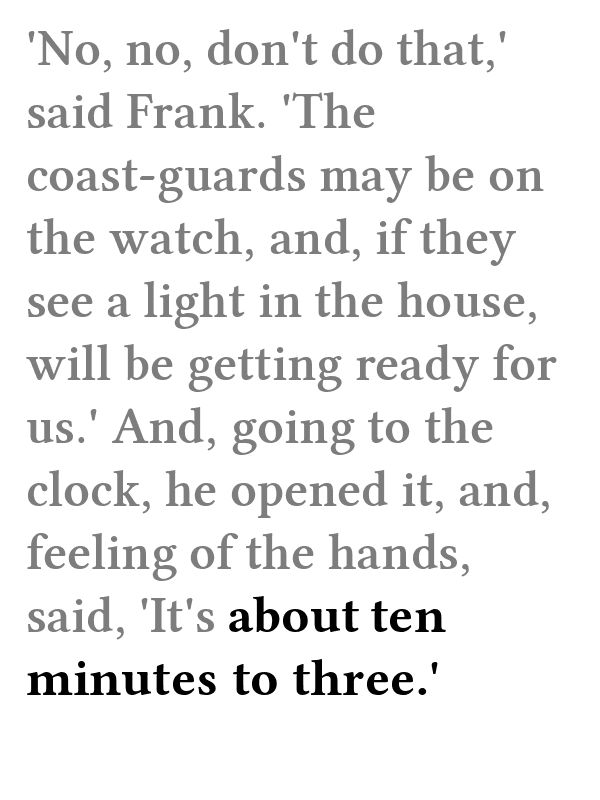 'No, no, don't do that,'
said Frank. 'The
coast-guards may be on
the watch, and, if they
see a light in the house,
will be getting ready for
us.' And, going to the
clock, he opened it, and,
feeling of the hands,
said, 'It's about ten
minutes to three.'